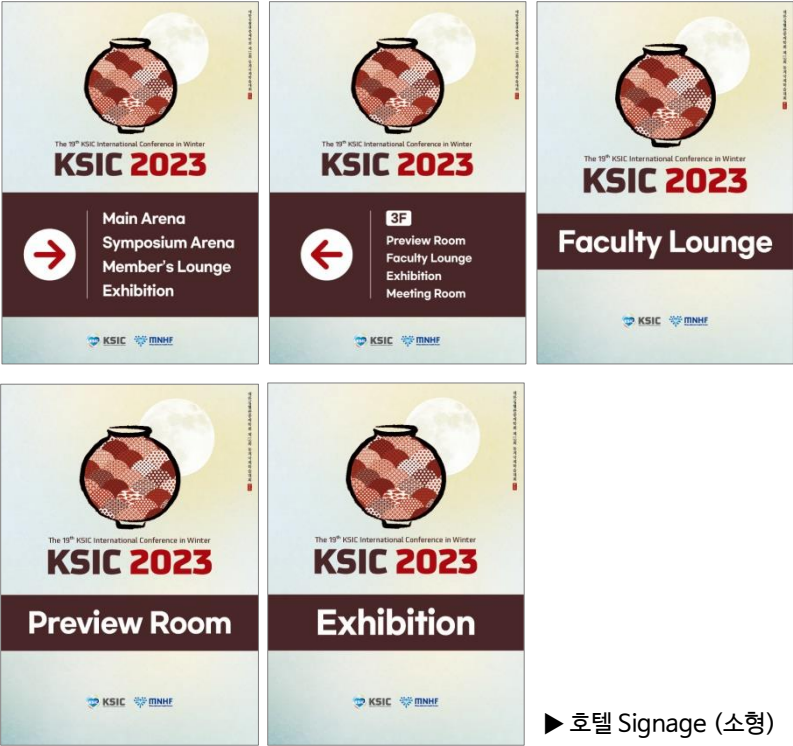 The 19th KSIC International Conference in Winter
KSIC 2023
Main Arena
Symposium Arena
Member's Lounge
Exhibition
KSIC
MNHF
The 19th KSIC International Conference in Winter
KSIC 2023
3F
Preview Room
Faculty Lounge
Exhibition
Meeting Room
KSIC
MNHF
The 19th KSIC International Conference in Winter
KSIC 2023
Faculty Lounge
KSIC
MNHF
The 19th KSIC International Conference in Winter
KSIC 2023
Preview Room
KSIC
MNHF
The 19th KSIC International Conference in Winter
KSIC 2023
Exhibition
KSIC
MNHF
▶ 호텔 Signage (소형)